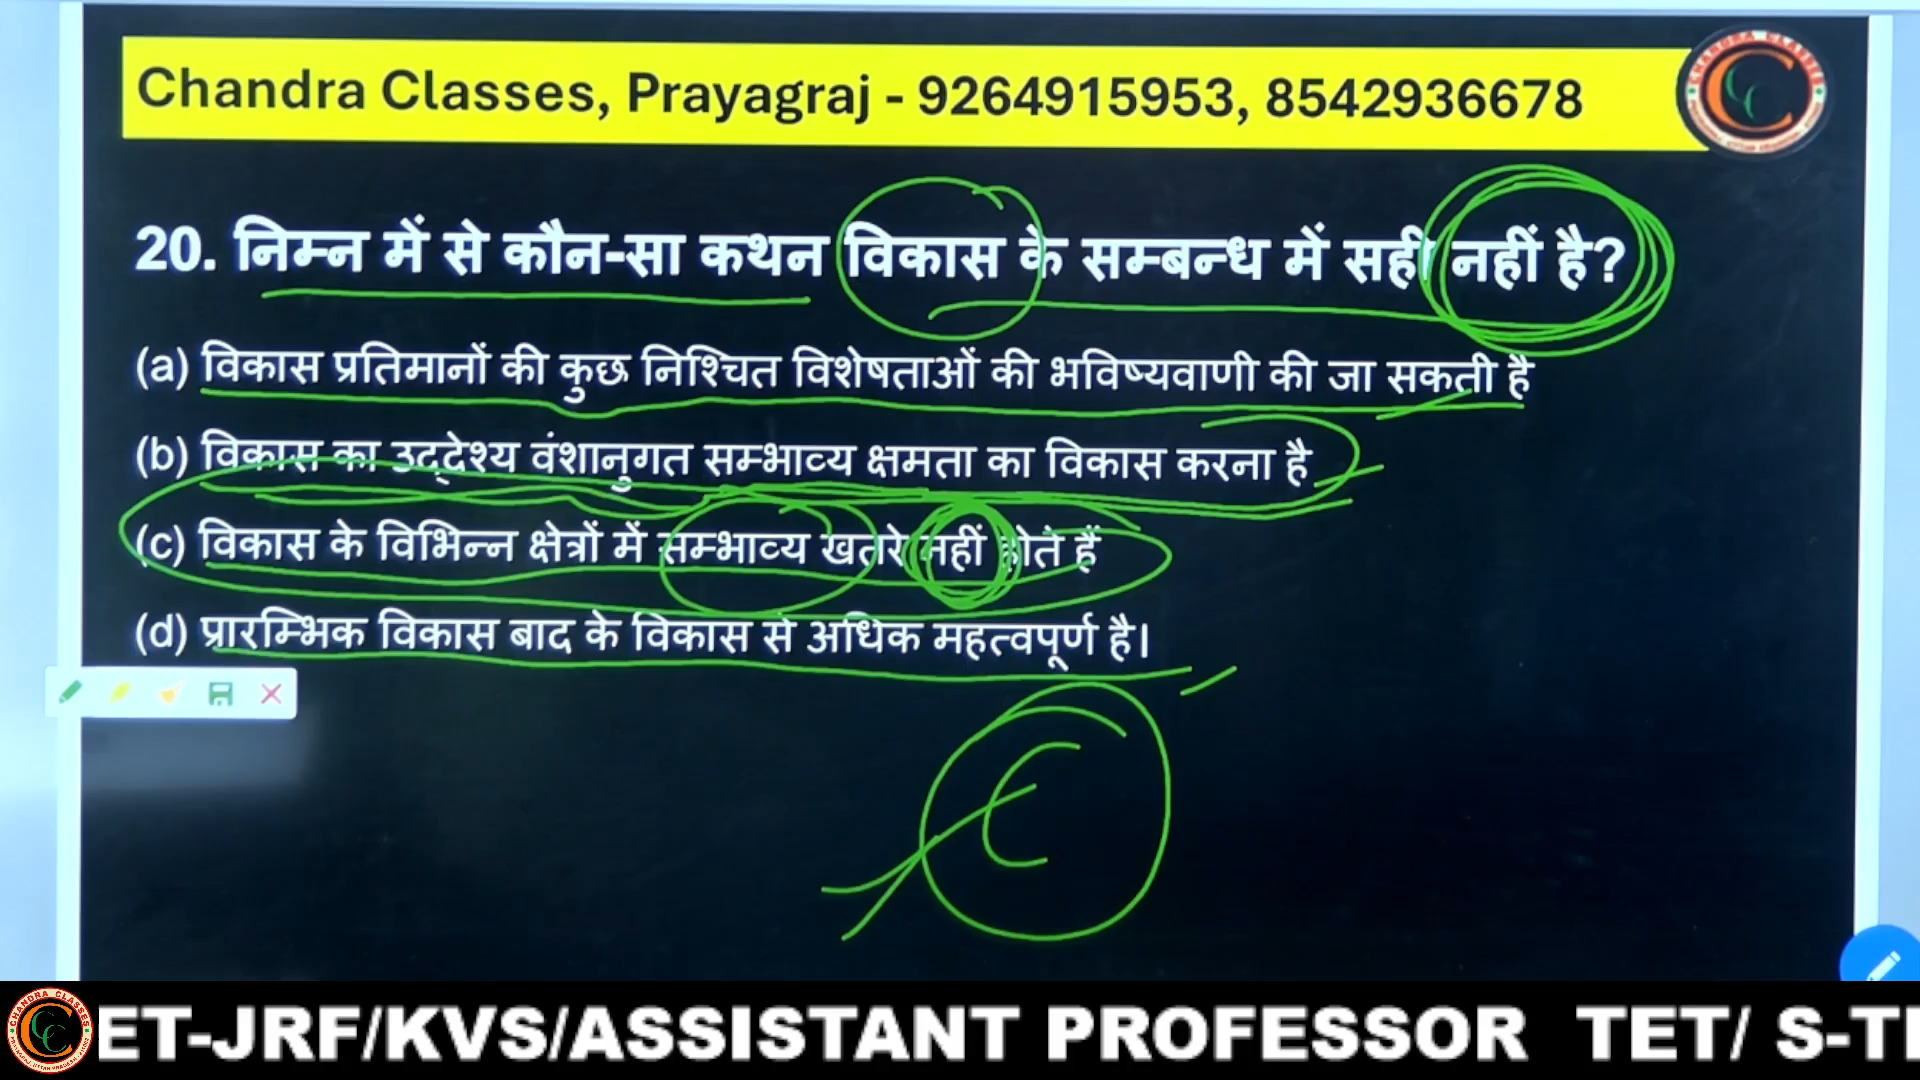 Chandra Classes, Prayagraj - 9264915953, 8542936678
20. निम्न में से कौन-सा कथन विकास के सम्बन्ध में सही नहीं है?
(a) विकास प्रतिमानों की कुछ निश्चित विशेषताओं की भविष्यवाणी की जा सकती है
(b) विकास का उद्देश्य वंशानुगत सम्भाव्य क्षमता का विकास करना है
(c) विकास के विभिन्न क्षेत्रों में सम्भाव्य खतरे नहीं होते हैं
(d) प्रारम्भिक विकास बाद के विकास से अधिक महत्वपूर्ण है।
C
ET-JRF/KVS/ASSISTANT PROFESSOR TET/ S-TE